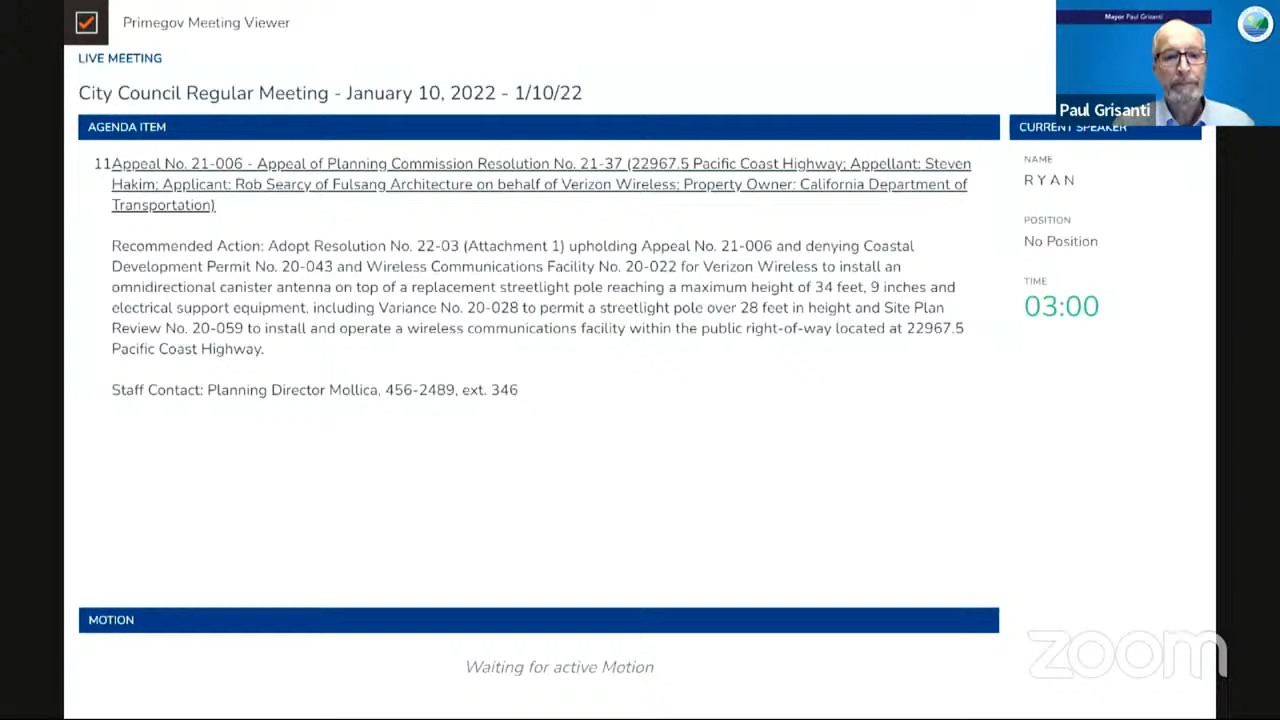 Primegov Meeting Viewer
Mayor Paul Grisanti
LIVE MEETING
City Council Regular Meeting - January 10, 2022 - 1/10/22
Paul Grisanti
AGENDA ITEM
CURRENT SPEAKER
11Appeal No. 21-006 - Appeal of Planning Commission Resolution No. 21-37 (22967.5 Pacific Coast Highway; Appellant: Steven
Hakim; Applicant: Rob Searcy of Fulsang Architecture on behalf of Verizon Wireless; Property Owner: California Department of
Transportation)
NAME
RYAN
POSITION
No Position
TIME
03:00
Recommended Action: Adopt Resolution No. 22-03 (Attachment 1) upholding Appeal No. 21-006 and denying Coastal
Development Permit No. 20-043 and Wireless Communications Facility No. 20-022 for Verizon Wireless to install an
omnidirectional canister antenna on top of a replacement streetlight pole reaching a maximum height of 34 feet, 9 inches and
electrical support equipment, including Variance No. 20-028 to permit a streetlight pole over 28 feet in height and Site Plan
Review No. 20-059 to install and operate a wireless communications facility within the public right-of-way located at 22967.5
Pacific Coast Highway.
Staff Contact: Planning Director Mollica, 456-2489, ext. 346
MOTION
Waiting for active Motion
zoom